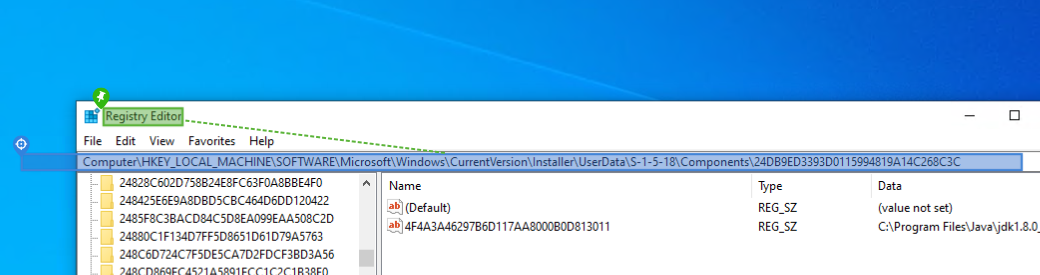 Registry Editor
File Edit View Favorites Help
Computer\HKEY_LOCAL_MACHINE\SOFTWARE\Microsoft\Windows\CurrentVersion\Installer\UserData\S-1-5-18\Components\24DB9ED3393D0115994819A14C268C3C
Name Type Data
24828C602D758B24E8FC63F0A8BBE4F0
248425E6E9A8DBD5CBC464D6DD120422
(Default) REG_SZ (value not set)
2485F8C3BACD84C5D8EA099EAA508C2D
4F4A3A46297B6D117AA8000B0D813011 REG_SZ C:\Program Files\Java\jdk1.8.0_
24880C1F134D7FF5D8651D61D79A5763
248C6D724C7F5DE5CA7D2FDCF3BD3A56
248CD869EC4521A5891FCC1C2C1B38F0